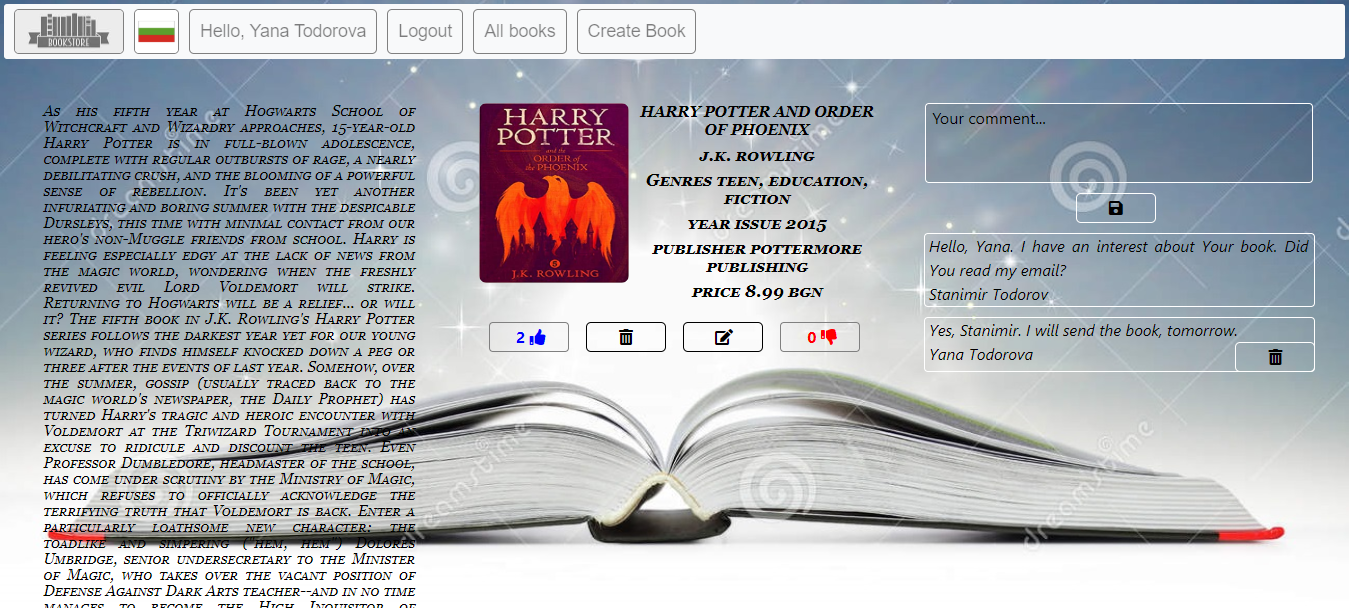 BOOKSTORE
Hello, Yana Todorova
Logout
All books
Create Book
As his fifth year at Hogwarts School of
Witchcraft and Wizardry approaches, 15-year-old
Harry Potter is in full-blown adolescence,
complete with regular outbursts of rage, a nearly
debilitating crush, and the blooming of a powerful
sense of rebellion. It's been yet another
infuriating and boring summer with the despicable
Dursleys, this time with minimal contact from our
hero's non-Muggle friends from school. Harry is
feeling especially edgy at the lack of news from
the magic world, wondering when the freshly
revived evil Lord Voldemort will strike.
Returning to Hogwarts will be a relief... or will
it? The fifth book in J.K. Rowling's Harry Potter
series follows the darkest year yet for our young
wizard, who finds himself knocked down a peg or
three after the events of last year. Somehow, over
the summer, gossip (usually traced back to the
magic world's newspaper, the Daily Prophet) has
turned Harry's tragic and heroic encounter with
Voldemort at the Triwizard Tournament into an
excuse to ridicule and discount the teen. Even
Professor Dumbledore, headmaster of the school,
has come under scrutiny by the Ministry of Magic,
which refuses to officially acknowledge the
terrifying truth that Voldemort is back. Enter a
particularly loathsome new character: the
toadlike and simpering ("hem, hem") Dolores
Umbridge, senior undersecretary to the Minister
of Magic, who takes over the vacant position of
Defense Against Dark Arts teacher--and in no time
manages to become the High Inquisitor of
HARRY
POTTER
and the
ORDER of
the PHOENIX
5
J.K. ROWLING
HARRY POTTER AND ORDER
OF PHOENIX
J.K. ROWLING
Genres teen, education,
fiction
year issue 2015
publisher pottermore
publishing
price 8.99 bgn
2
0
Your comment...
Hello, Yana. I have an interest about Your book. Did
You read my email?
Stanimir Todorov
Yes, Stanimir. I will send the book, tomorrow.
Yana Todorova
dreamstime
dreamstime
dreamstime
dreamstime